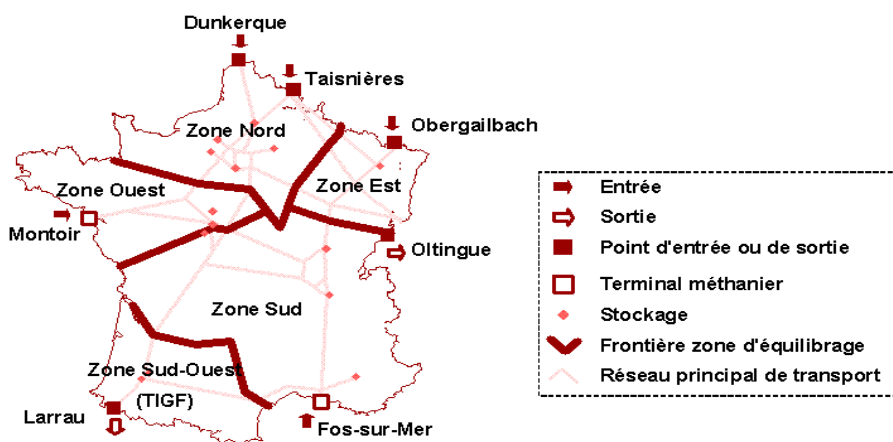 Dunkerque
Taisnières
Zone Nord
Obergailbach
Zone Ouest
Zone Est
Montoir
Oltingue
Zone Sud
Zone Sud-Ouest
(TIGF)
Larrau
Fos-sur-Mer
Entrée
Sortie
Point d'entrée ou de sortie
Terminal méthanier
Stockage
Frontière zone d'équilibrage
Réseau principal de transport